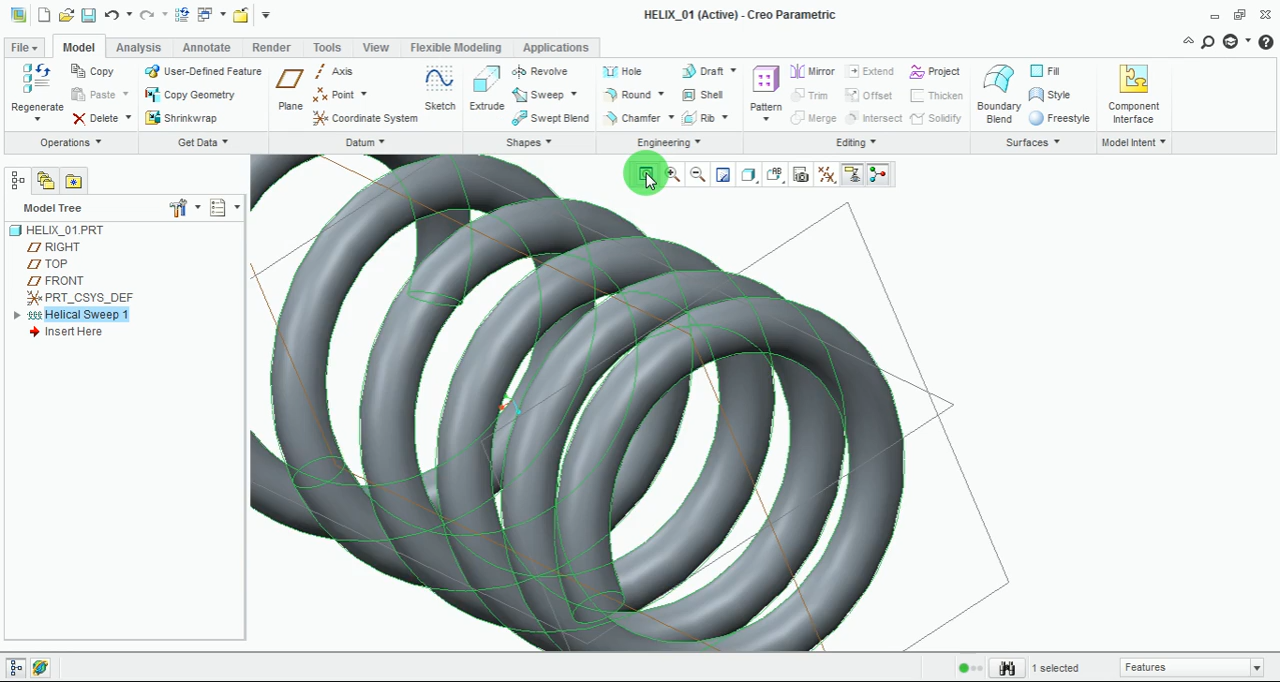 HELIX_01 (Active) - Creo Parametric
File Model Analysis Annotate Render Tools View Flexible Modeling Applications
Regenerate
Copy
Paste
Delete
Operations
User-Defined Feature
Copy Geometry
Shrinkwrap
Get Data
Plane
Axis
Point
Coordinate System
Sketch
Datum
Extrude
Revolve
Sweep
Swept Blend
Shapes
Hole
Round
Chamfer
Draft
Shell
Rib
Engineering
Pattern
Mirror
Trim
Merge
Extend
Offset
Intersect
Project
Thicken
Solidify
Editing
Boundary
Blend
Fill
Style
Freestyle
Surfaces
Component
Interface
Model Intent
Model Tree
HELIX_01.PRT
RIGHT
TOP
FRONT
PRT_CSYS_DEF
Helical Sweep 1
Insert Here
1 selected
Features